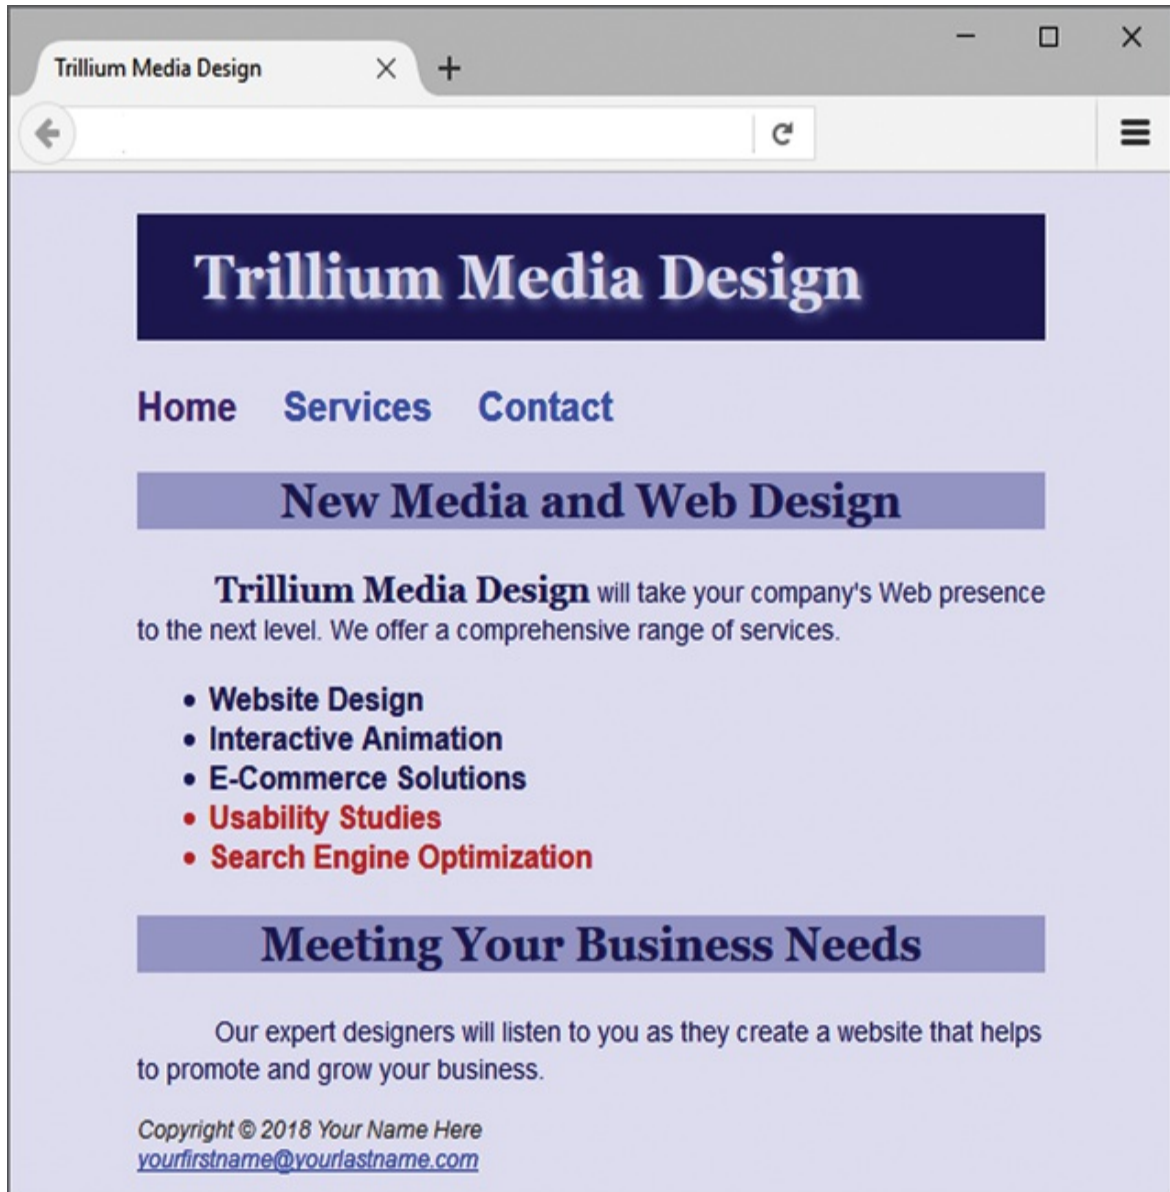 Trillium Media Design
Trillium Media Design
Home Services Contact
New Media and Web Design
Trillium Media Design will take your company's Web presence
to the next level. We offer a comprehensive range of services.
• Website Design
• Interactive Animation
• E-Commerce Solutions
• Usability Studies
• Search Engine Optimization
Meeting Your Business Needs
Our expert designers will listen to you as they create a website that helps
to promote and grow your business.
Copyright © 2018 Your Name Here
yourfirstname@yourlastname.com